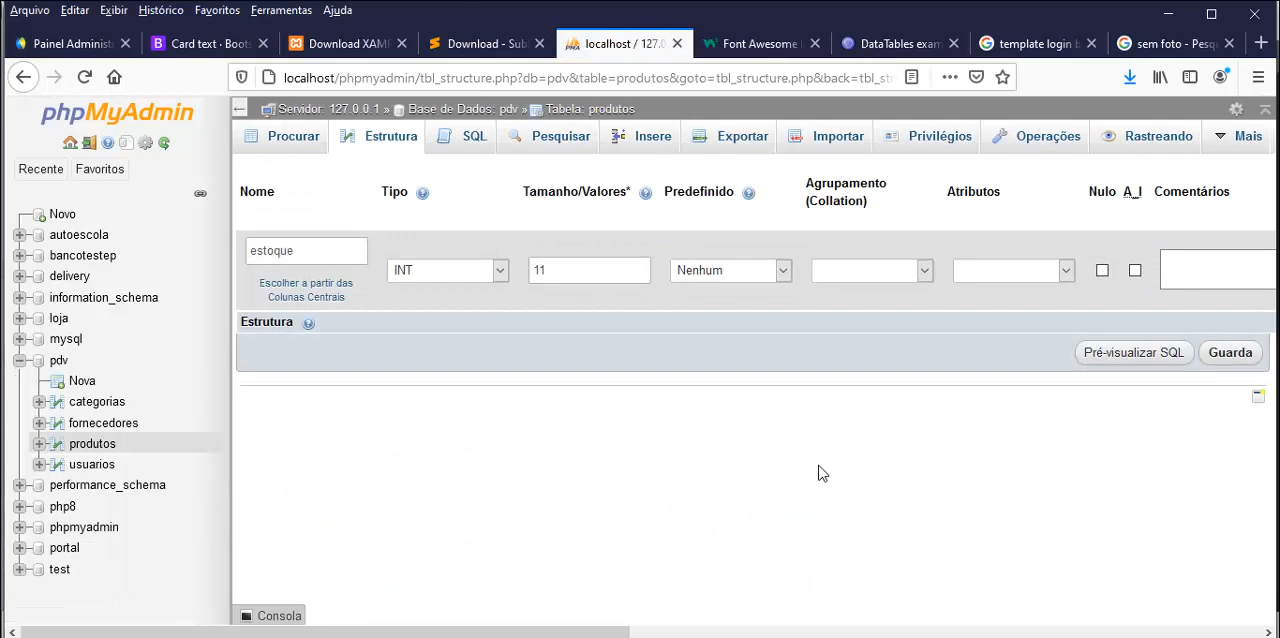 Arquivo Editar Exibir Histórico Favoritos Ferramentas Ajuda
Painel Administ Card text · Boots Download XAM Download - Sub localhost / 127.0 Font Awesome DataTables exam template login b sem foto - Pesq
localhost/phpmyadmin/tbl_structure.php?db=pdv&table=produtos&goto=tbl_structure.php&back=tbl_st
phpMyAdmin
Recente Favoritos
Novo
autoescola
bancotestep
delivery
information_schema
loja
mysql
pdv
Nova
categorias
fornecedores
produtos
usuarios
performance_schema
php8
phpmyadmin
portal
test
Servidor: 127.0.0.1 » Base de Dados: pdv » Tabela: produtos
Procurar Estrutura SQL Pesquisar Insere Exportar Importar Privilégios Operações Rastreando Mais
Nome Tipo Tamanho/Valores* Predefinido Agrupamento (Collation) Atributos Nulo A_I Comentários
estoque INT 11 Nenhum
Escolher a partir das
Colunas Centrais
Estrutura
Pré-visualizar SQL Guarda
Consola